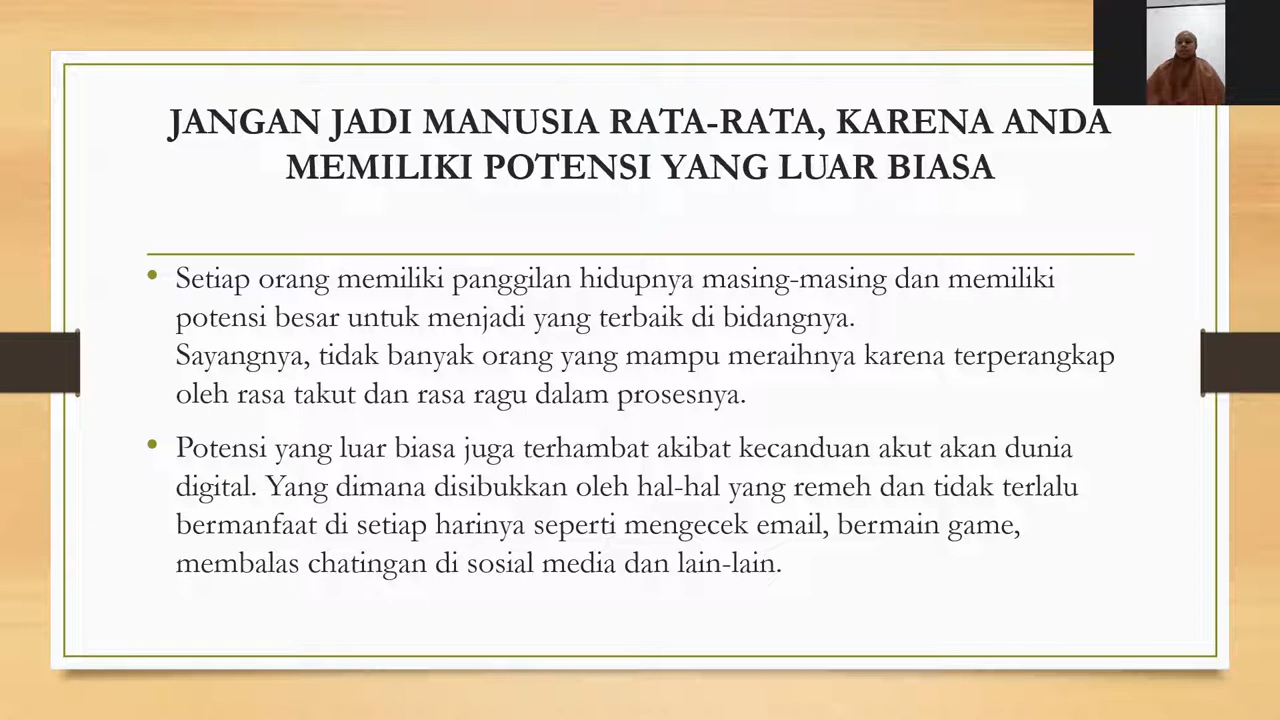 JANGAN JADI MANUSIA RATA-RATA, KARENA ANDA
MEMILIKI POTENSI YANG LUAR BIASA
• Setiap orang memiliki panggilan hidupnya masing-masing dan memiliki
potensi besar untuk menjadi yang terbaik di bidangnya.
Sayangnya, tidak banyak orang yang mampu meraihnya karena terperangkap
oleh rasa takut dan rasa ragu dalam prosesnya.
• Potensi yang luar biasa juga terhambat akibat kecanduan akut akan dunia
digital. Yang dimana disibukkan oleh hal-hal yang remeh dan tidak terlalu
bermanfaat di setiap harinya seperti mengecek email, bermain game,
membalas chatingan di sosial media dan lain-lain.